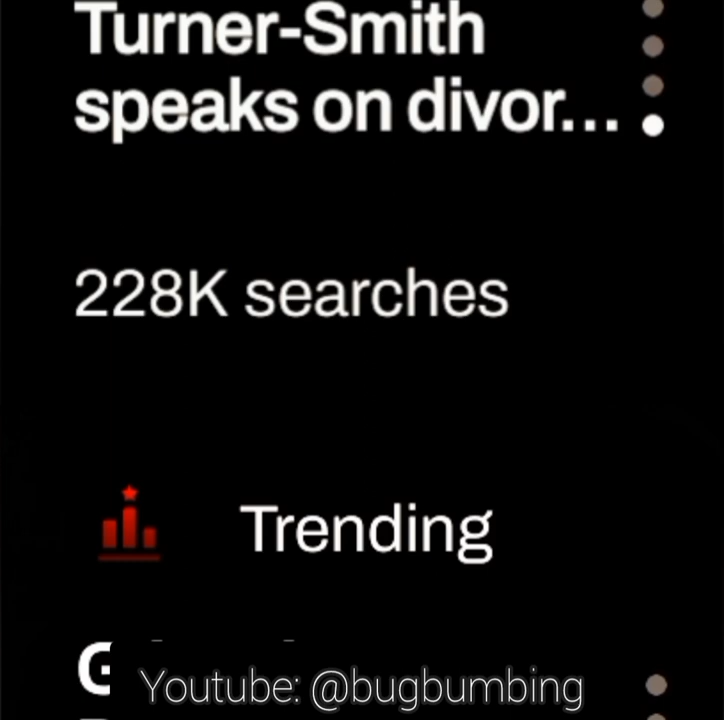 Turner-Smith
speaks on divor...
228K searches
Trending
G
Youtube: @bugbumbing